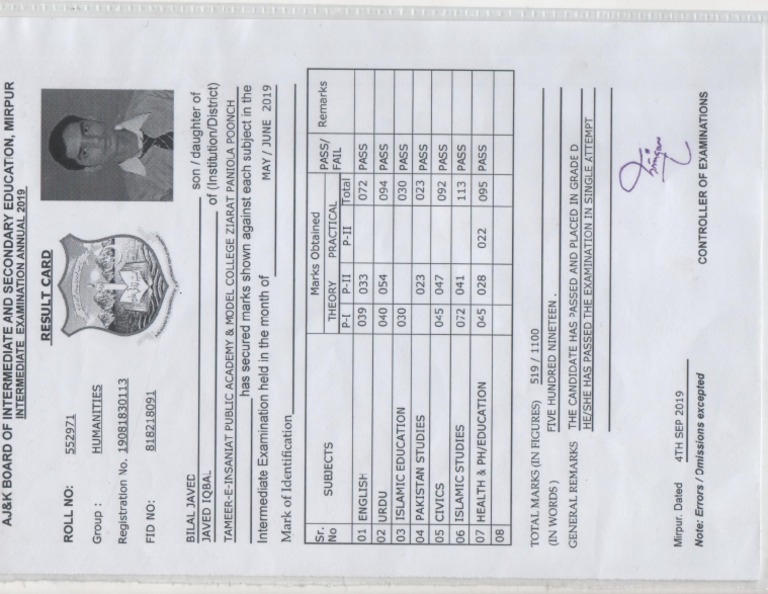 AJ&K BOARD OF INTERMEDIATE AND SECONDARY EDUCATION, MIRPUR
INTERMEDIATE EXAMINATION ANNUAL 2019
RESULT CARD
ROLL NO: 552971
Group : HUMANITIES
Registration No. 19081830113
FID NO: 818218091
BILAL JAVED son / daughter of
JAVED IQBAL of (Institution/District)
TAMEER-E-INSANIAT PUBLIC ACADEMY & MODEL COLLEGE ZIARAT PANIOLA POONCH
has secured marks shown against each subject in the
Intermediate Examination held in the month of MAY / JUNE 2019
Mark of Identification
Sr. No SUBJECTS Marks Obtained PASS/ FAIL Remarks
THEORY PRACTICAL
P-I P-II P-II Total
01 ENGLISH 039 033 072 PASS
02 URDU 040 054 094 PASS
03 ISLAMIC EDUCATION 030 030 PASS
04 PAKISTAN STUDIES 023 023 PASS
05 CIVICS 045 047 092 PASS
06 ISLAMIC STUDIES 072 041 113 PASS
07 HEALTH & PH/EDUCATION 045 028 022 095 PASS
08
TOTAL MARKS (IN FIGURES) 519 / 1100
(IN WORDS ) FIVE HUNDRED NINETEEN .
GENERAL REMARKS THE CANDIDATE HAS PASSED AND PLACED IN GRADE D
HE/SHE HAS PASSED THE EXAMINATION IN SINGLE ATTEMPT
Mirpur. Dated 4TH SEP 2019
CONTROLLER OF EXAMINATIONS
Note: Errors / Omissions excepted